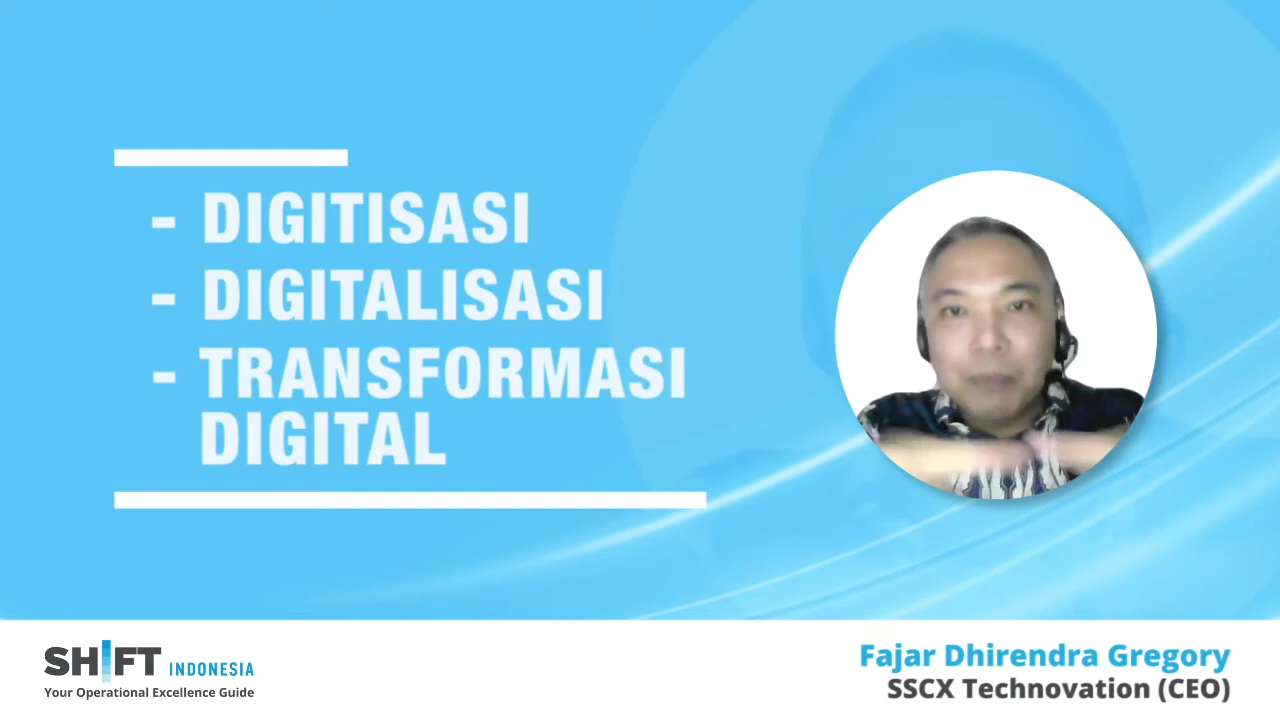 - DIGITISASI
- DIGITALISASI
- TRANSFORMASI
DIGITAL
SHIFT INDONESIA
Your Operational Excellence Guide
Fajar Dhirendra Gregory
SSCX Technovation (CEO)